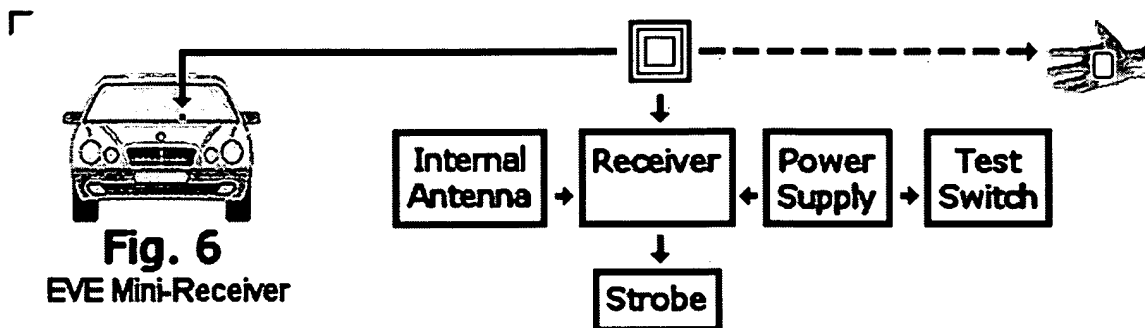 Internal
Antenna
Receiver
Power
Supply
Test
Switch
Strobe
Fig. 6
EVE Mini-Receiver